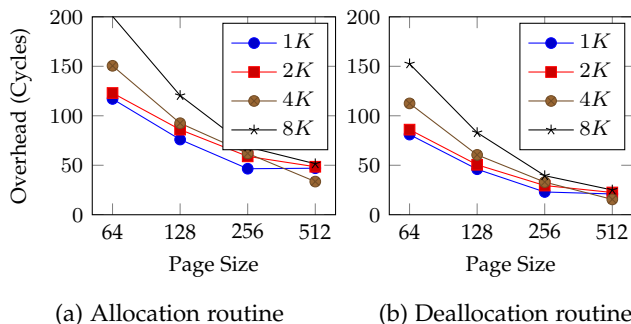 Overhead (Cycles)
200
150
100
50
0
64 128 256 512
Page Size
1K
2K
4K
8K
(a) Allocation routine
200
150
100
50
0
64 128 256 512
Page Size
1K
2K
4K
8K
(b) Deallocation routine